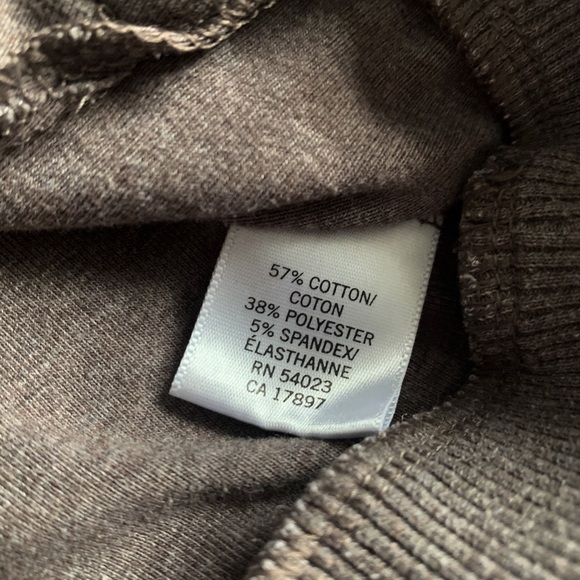 57% COTTON/
COTON
38% POLYESTER
5% SPANDEX/
ÉLASTHANNE
RN 54023
CA 17897